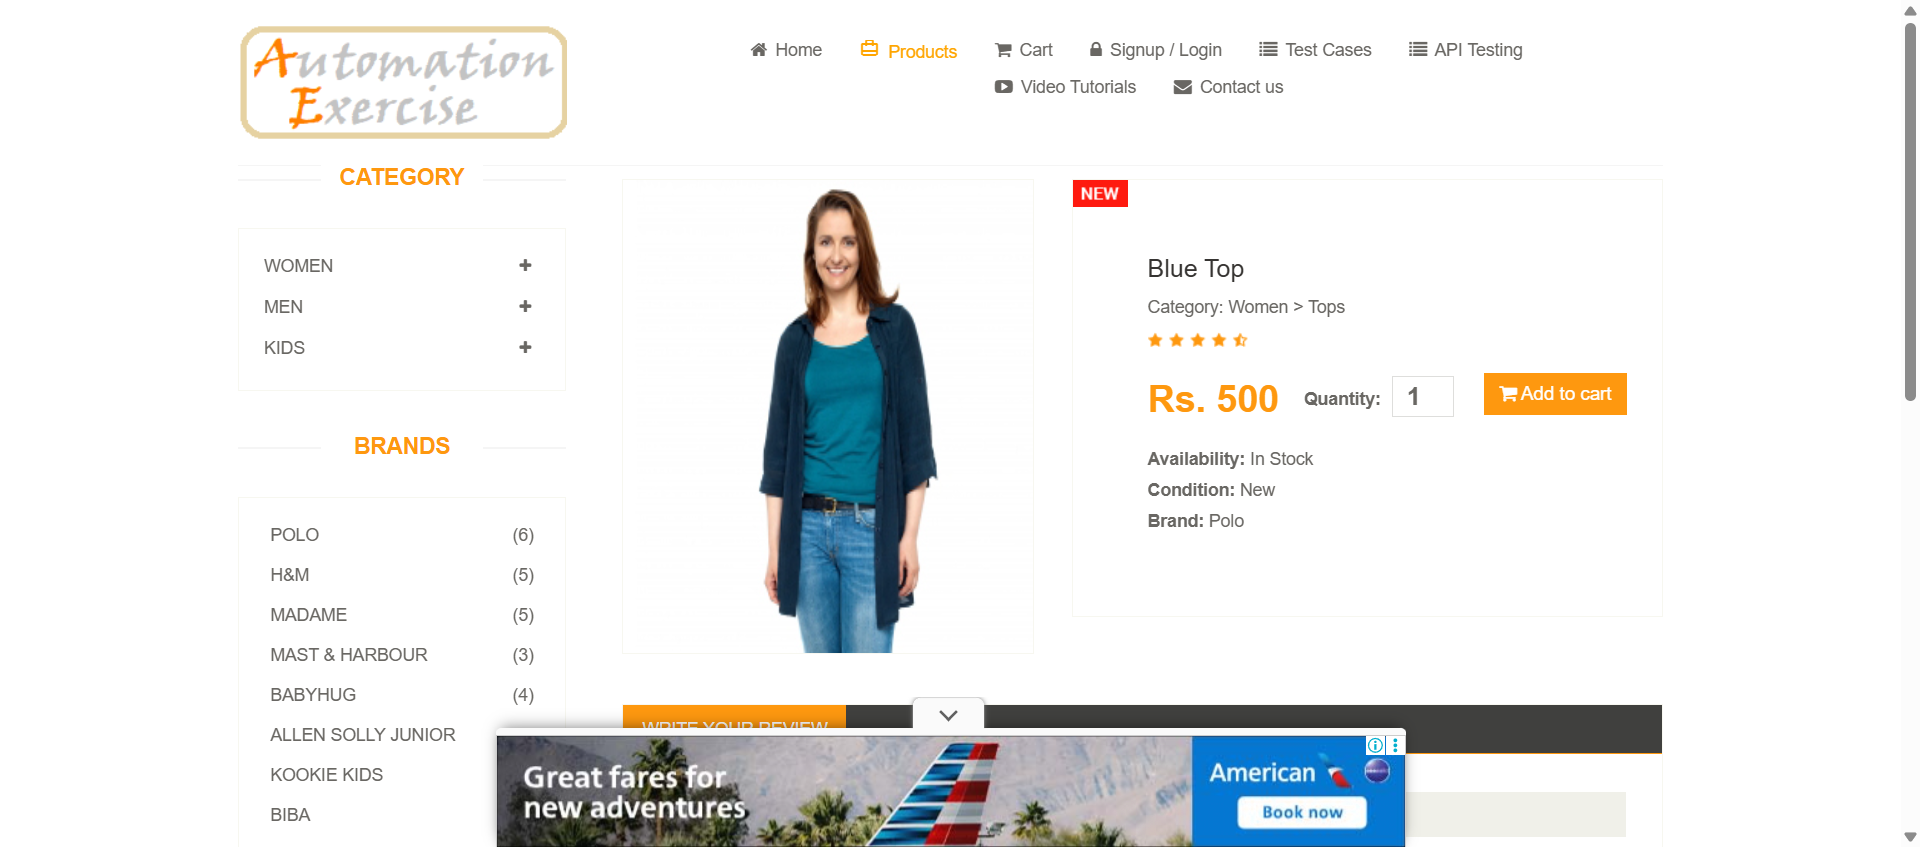 Automation
Exercise
Home
Products
Cart
Signup / Login
Test Cases
API Testing
Video Tutorials
Contact us
CATEGORY
WOMEN
MEN
KIDS
BRANDS
POLO (6)
H&M (5)
MADAME (5)
MAST & HARBOUR (3)
BABYHUG (4)
ALLEN SOLLY JUNIOR
KOOKIE KIDS
BIBA
NEW
Blue Top
Category: Women > Tops
Rs. 500 Quantity: 1 Add to cart
Availability: In Stock
Condition: New
Brand: Polo
WRITE YOUR REVIEW
Great fares for
new adventures
American
Book now